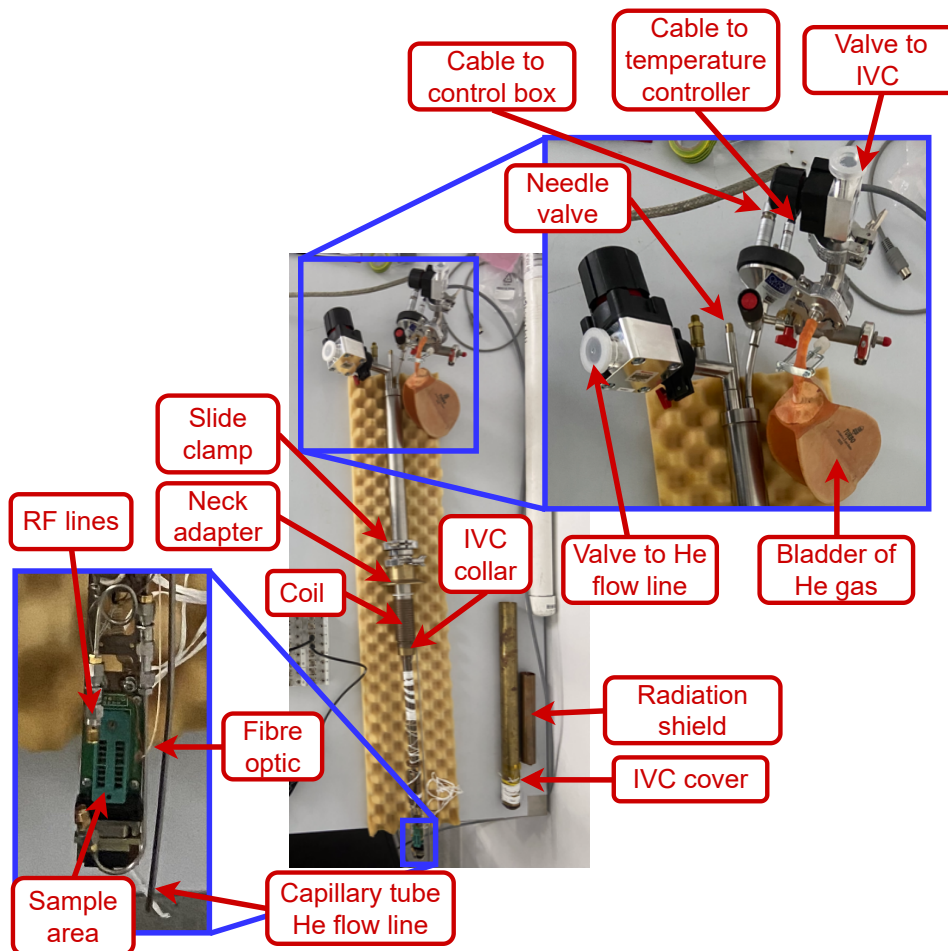 Cable to
control box
Cable to
temperature
controller
Valve to
IVC
Needle
valve
Slide
clamp
Neck
adapter
RF lines
IVC
collar
Coil
Valve to He
flow line
Bladder of
He gas
Fibre
optic
Radiation
shield
IVC cover
Sample
area
Capillary tube
He flow line